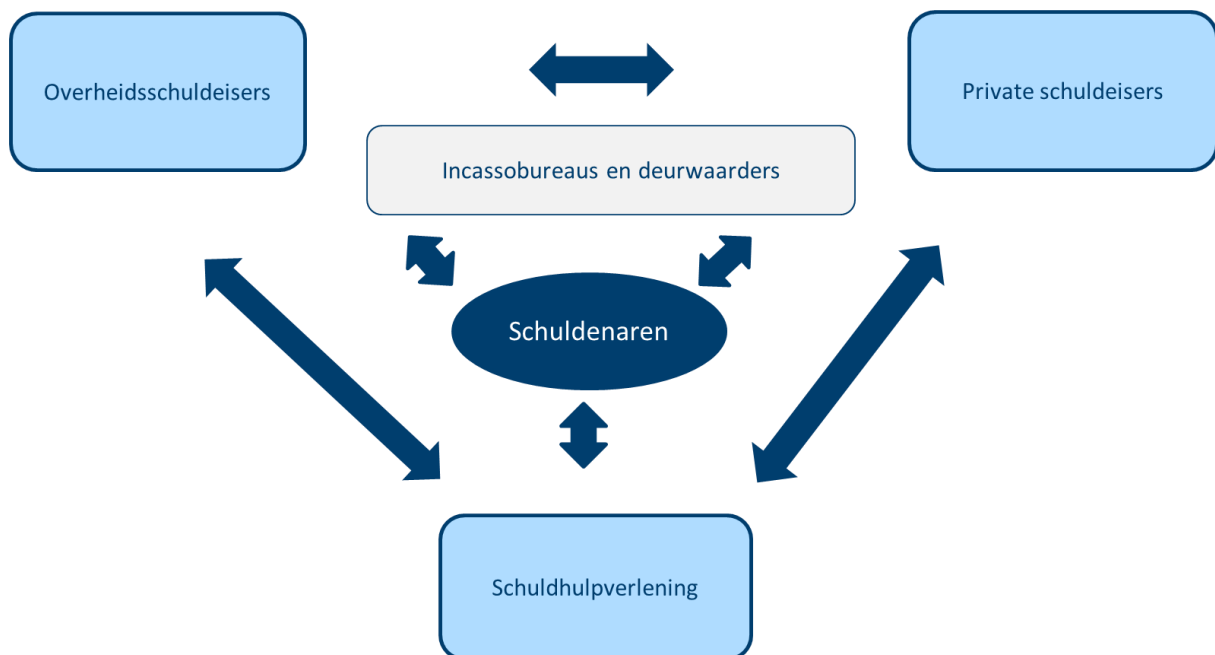 Overheidsschuldeisers
Private schuldeisers
Incassobureaus en deurwaarders
Schuldenaren
Schuldhulpverlening